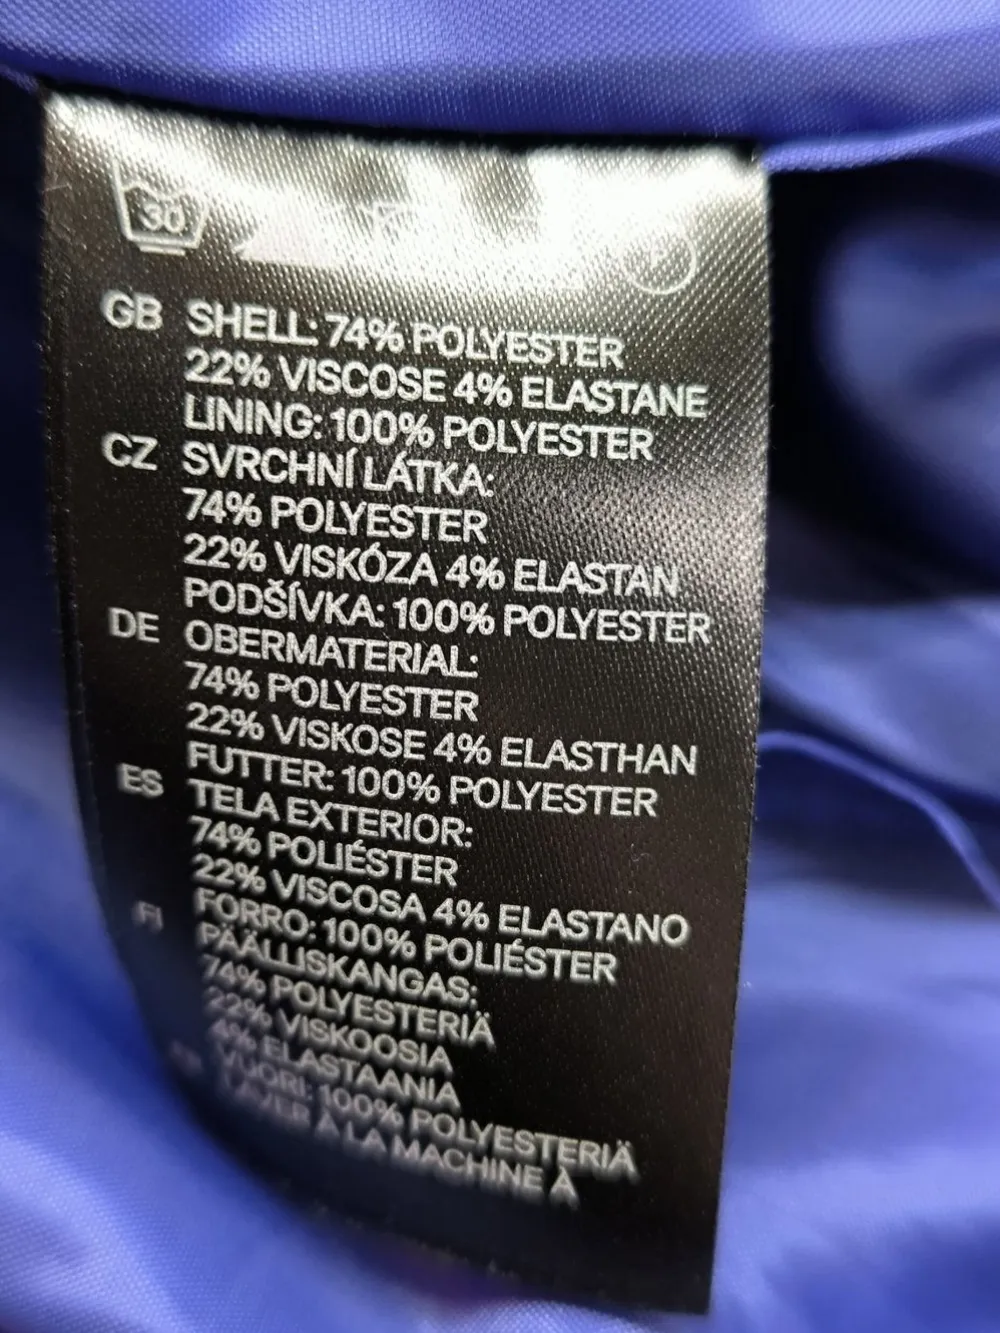 30
P
GB SHELL: 74% POLYESTER
22% VISCOSE 4% ELASTANE
LINING: 100% POLYESTER
CZ SVRCHNÍ LÁTKA:
74% POLYESTER
22% VISKÓZA 4% ELASTAN
PODŠÍVKA: 100% POLYESTER
DE OBERMATERIAL:
74% POLYESTER
22% VISKOSE 4% ELASTHAN
FUTTER: 100% POLYESTER
ES TELA EXTERIOR:
74% POLIÉSTER
22% VISCOSA 4% ELASTANO
FORRO: 100% POLIÉSTER
FI PÄÄLLISKANGAS:
74% POLYESTERIÄ
22% VISKOOSIA
4% ELASTAANIA
VUORI: 100% POLYESTERIÄ
LAVER À LA MACHINE À